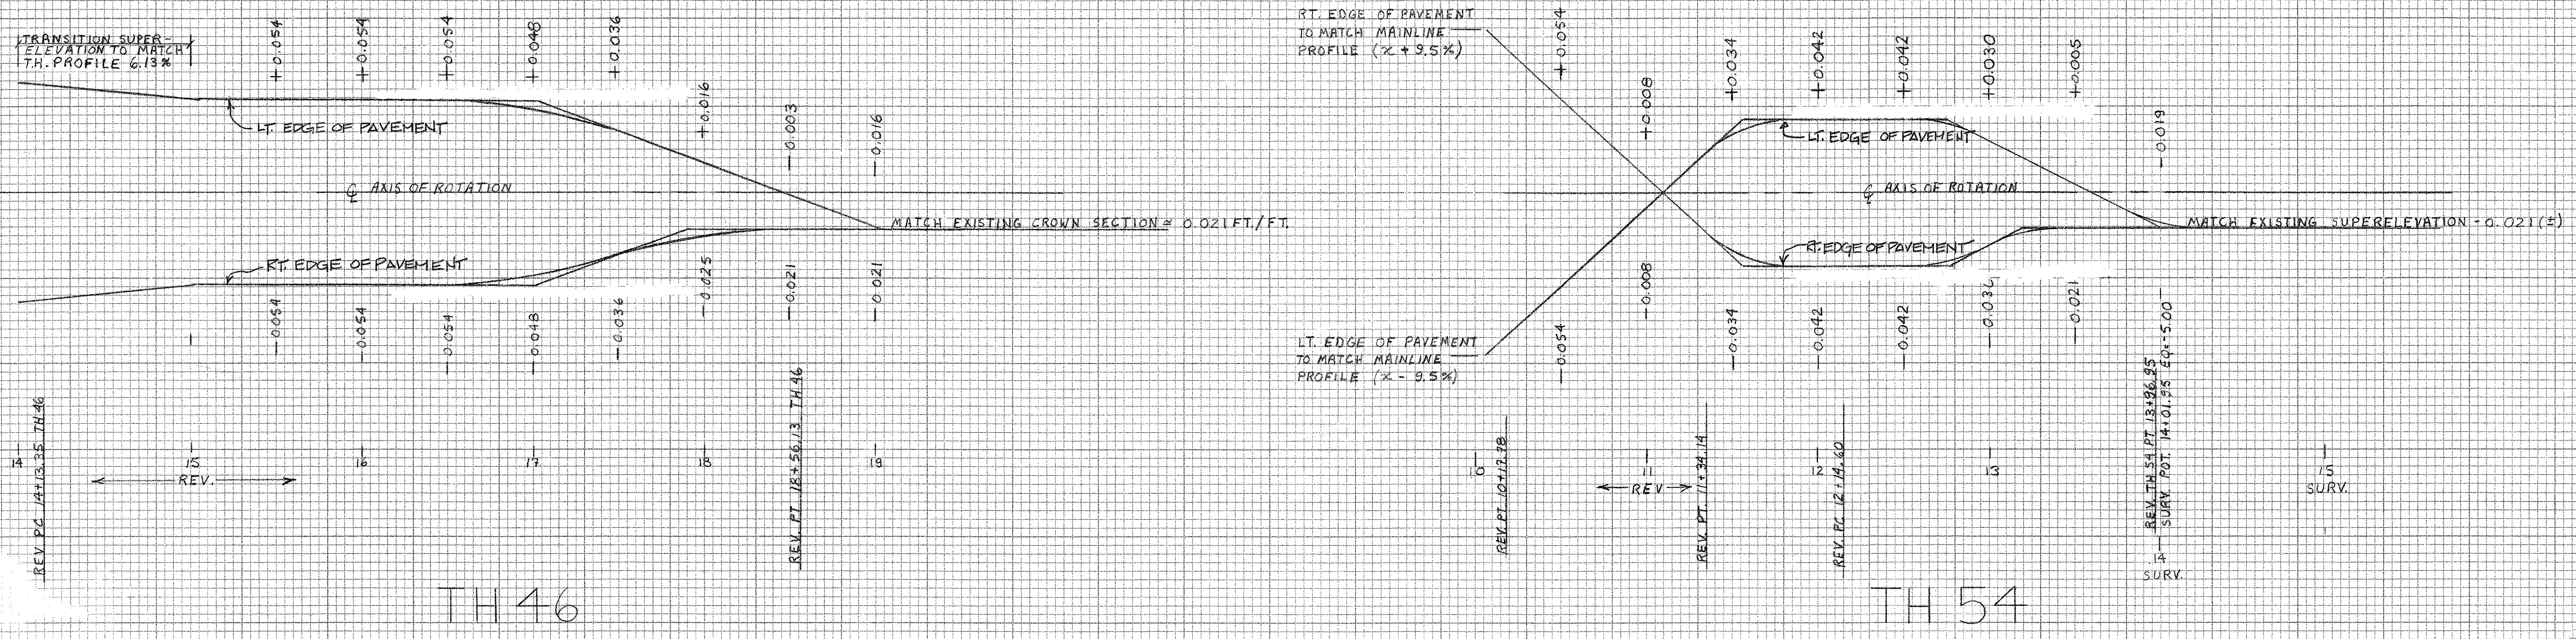 TRANSITION SUPER-
ELEVATION TO MATCH
T.H. PROFILE 6.13%
+0.054
+0.054
+0.054
+0.048
+0.036
+0.016
-0.003
-0.016
LT. EDGE OF PAVEMENT
℄ AXIS OF ROTATION
MATCH EXISTING CROWN SECTION ≃ 0.021 FT./FT.
RT. EDGE OF PAVEMENT
-0.054
-0.054
-0.054
-0.048
-0.036
-0.025
-0.021
-0.021
REV. PC 14+13.35 TH 46
REV. PT. 18+56.13 TH 46
14
15
16
17
18
19
REV.
TH 46
RT. EDGE OF PAVEMENT
TO MATCH MAINLINE
PROFILE (x + 9.5%)
+0.054
+0.008
+0.034
+0.042
+0.042
+0.030
+0.005
-0.019
LT. EDGE OF PAVEMENT
℄ AXIS OF ROTATION
MATCH EXISTING SUPERELEVATION -0.021(±)
RT. EDGE OF PAVEMENT
LT. EDGE OF PAVEMENT
TO MATCH MAINLINE
PROFILE (x - 9.5%)
-0.054
-0.008
-0.034
-0.042
-0.042
-0.021
REV. PT 10+17.98
REV. PT. 11+34.14
REV. PC 12+14.60
REV. TH 54 PT 13+96.95
SURV. POT. 14+01.95 EQ=-5.00
10
11
12
13
14
SURV.
15
SURV.
REV
TH 54